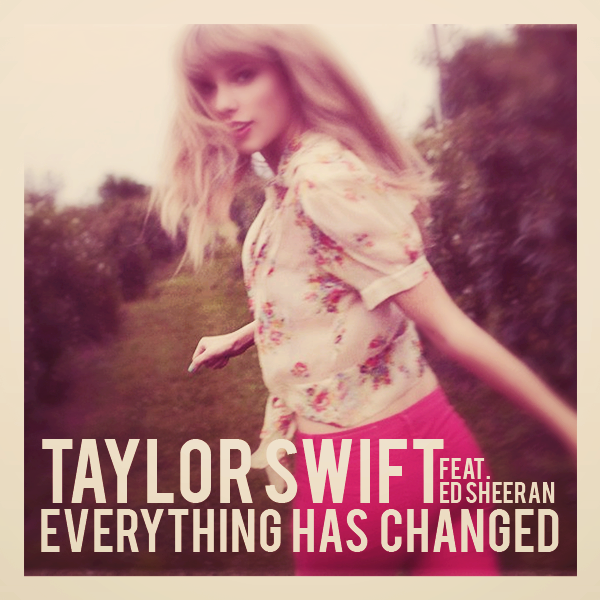 TAYLOR SWIFT FEAT.
ED SHEERAN
EVERYTHING HAS CHANGED